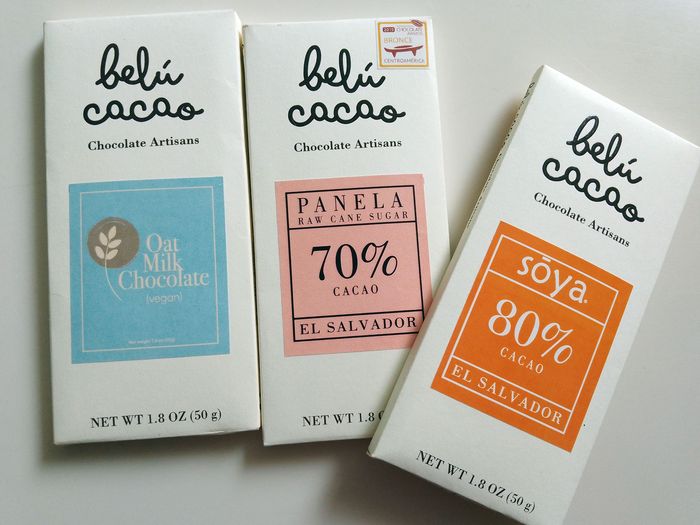 belú
cacao
Chocolate Artisans
Oat
Milk
Chocolate
(vegan)
NET WT 1.8 OZ (50 g)
belú
cacao
Chocolate Artisans
CHOCOLATE
BRONCE
CENTROAMÉRICA
PANELA
RAW CANE SUGAR
70%
CACAO
EL SALVADOR
NET WT 1.8
belú
cacao
Chocolate Artisans
sōya.
80%
CACAO
EL SALVADOR
NET WT 1.8 OZ (50 g)